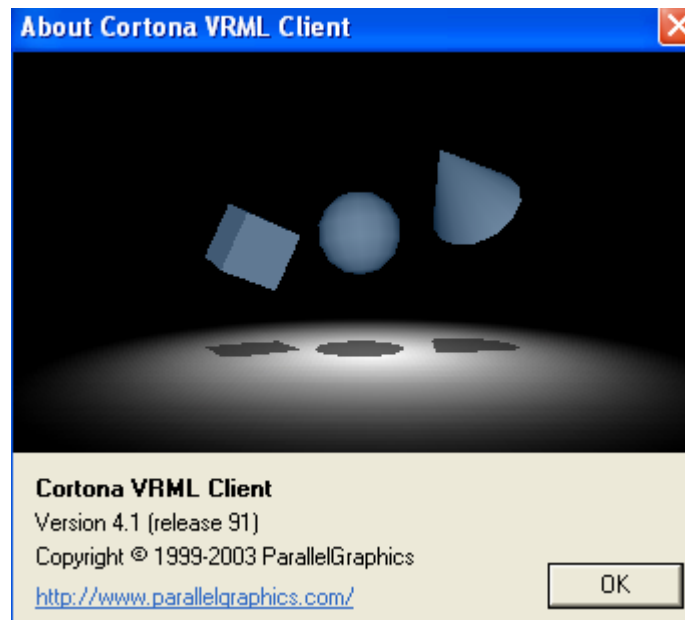 About Cortona VRML Client
Cortona VRML Client
Version 4.1 (release 91)
Copyright © 1999-2003 ParallelGraphics
http://www.parallelgraphics.com/
OK